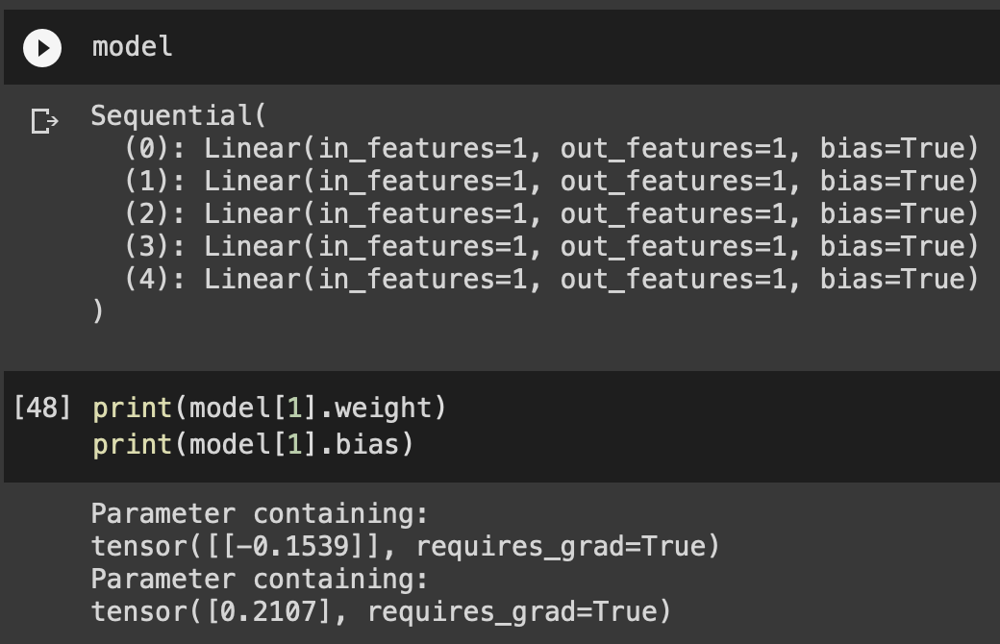 model
Sequential(
  (0): Linear(in_features=1, out_features=1, bias=True)
  (1): Linear(in_features=1, out_features=1, bias=True)
  (2): Linear(in_features=1, out_features=1, bias=True)
  (3): Linear(in_features=1, out_features=1, bias=True)
  (4): Linear(in_features=1, out_features=1, bias=True)
)
[48] print(model[1].weight)
print(model[1].bias)
Parameter containing:
tensor([[-0.1539]], requires_grad=True)
Parameter containing:
tensor([0.2107], requires_grad=True)